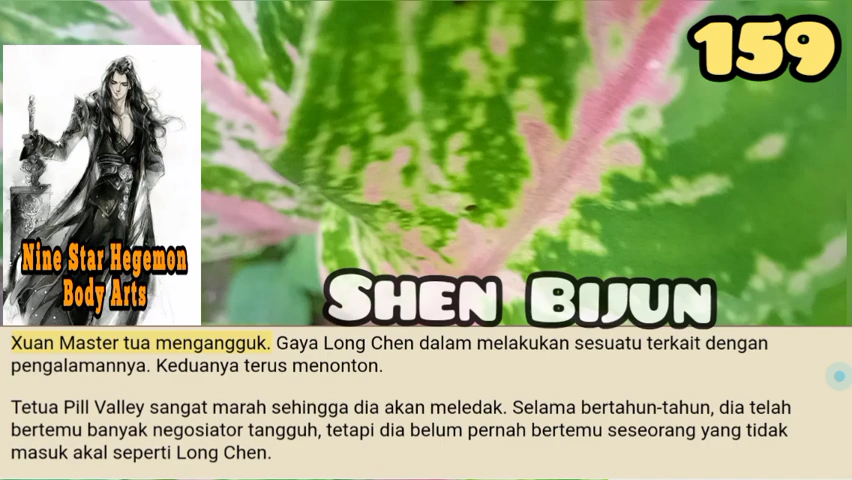 159
Nine Star Hegemon
Body Arts
SHEN BIJUN
Xuan Master tua mengangguk. Gaya Long Chen dalam melakukan sesuatu terkait dengan
pengalamannya. Keduanya terus menonton.
Tetua Pill Valley sangat marah sehingga dia akan meledak. Selama bertahun-tahun, dia telah
bertemu banyak negosiator tangguh, tetapi dia belum pernah bertemu seseorang yang tidak
masuk akal seperti Long Chen.